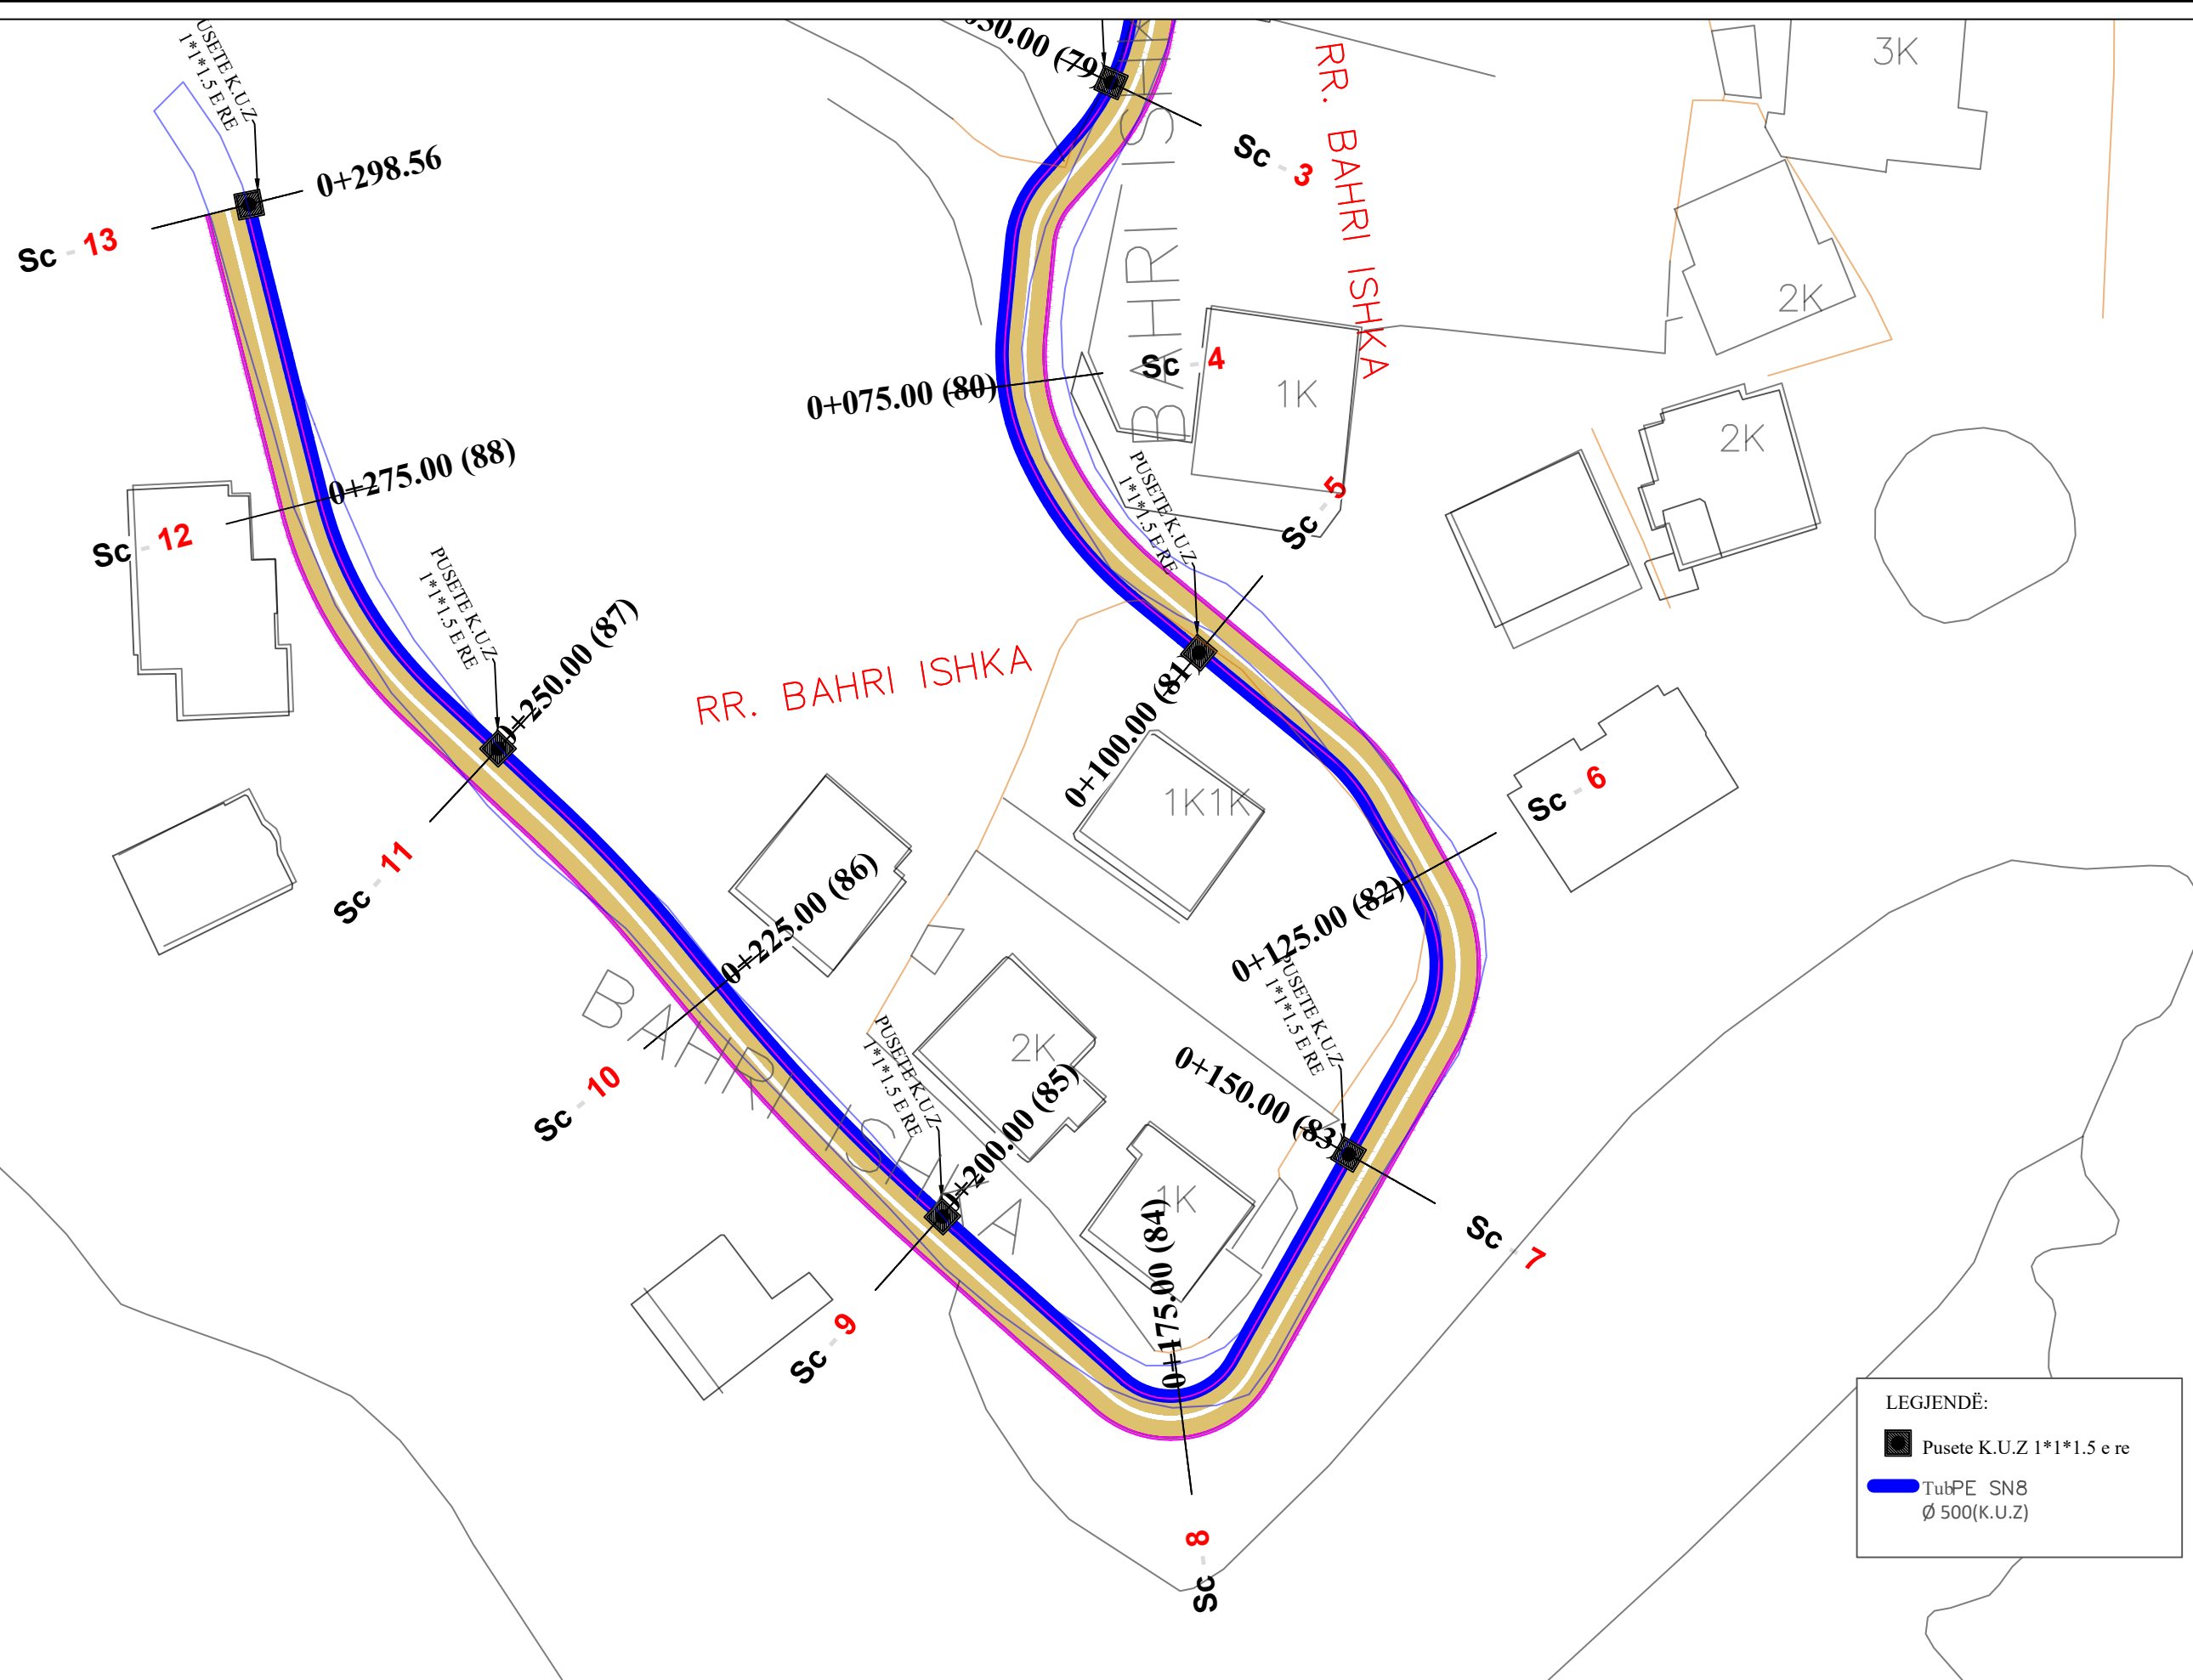 USETE K.U.Z
1*1*1.5 E RE
0+298.56
Sc - 13
Sc - 3
RR. BAHRI ISHKA
3K
2K
BAHRI
0+075.00 (80)
Sc - 4
1K
2K
0+275.00 (88)
Sc - 12
PUSETE K.U.Z
1*1*1.5 E RE
Sc - 5
PUSETE K.U.Z
1*1*1.5 E RE
0+250.00 (87)
RR. BAHRI ISHKA
0+100.00 (81)
1K1K
Sc - 6
Sc - 11
0+225.00 (86)
0+125.00 (82)
PUSETE K.U.Z
1*1*1.5 E RE
BAHRI ISHKA
2K
PUSETE K.U.Z
1*1*1.5 E RE
0+150.00 (83)
Sc - 10
0+200.00 (85)
1K
0+175.00 (84)
Sc - 7
Sc - 9
Sc - 8
LEGJENDË:
Pusete K.U.Z 1*1*1.5 e re
TubPE SN8
Ø 500(K.U.Z)